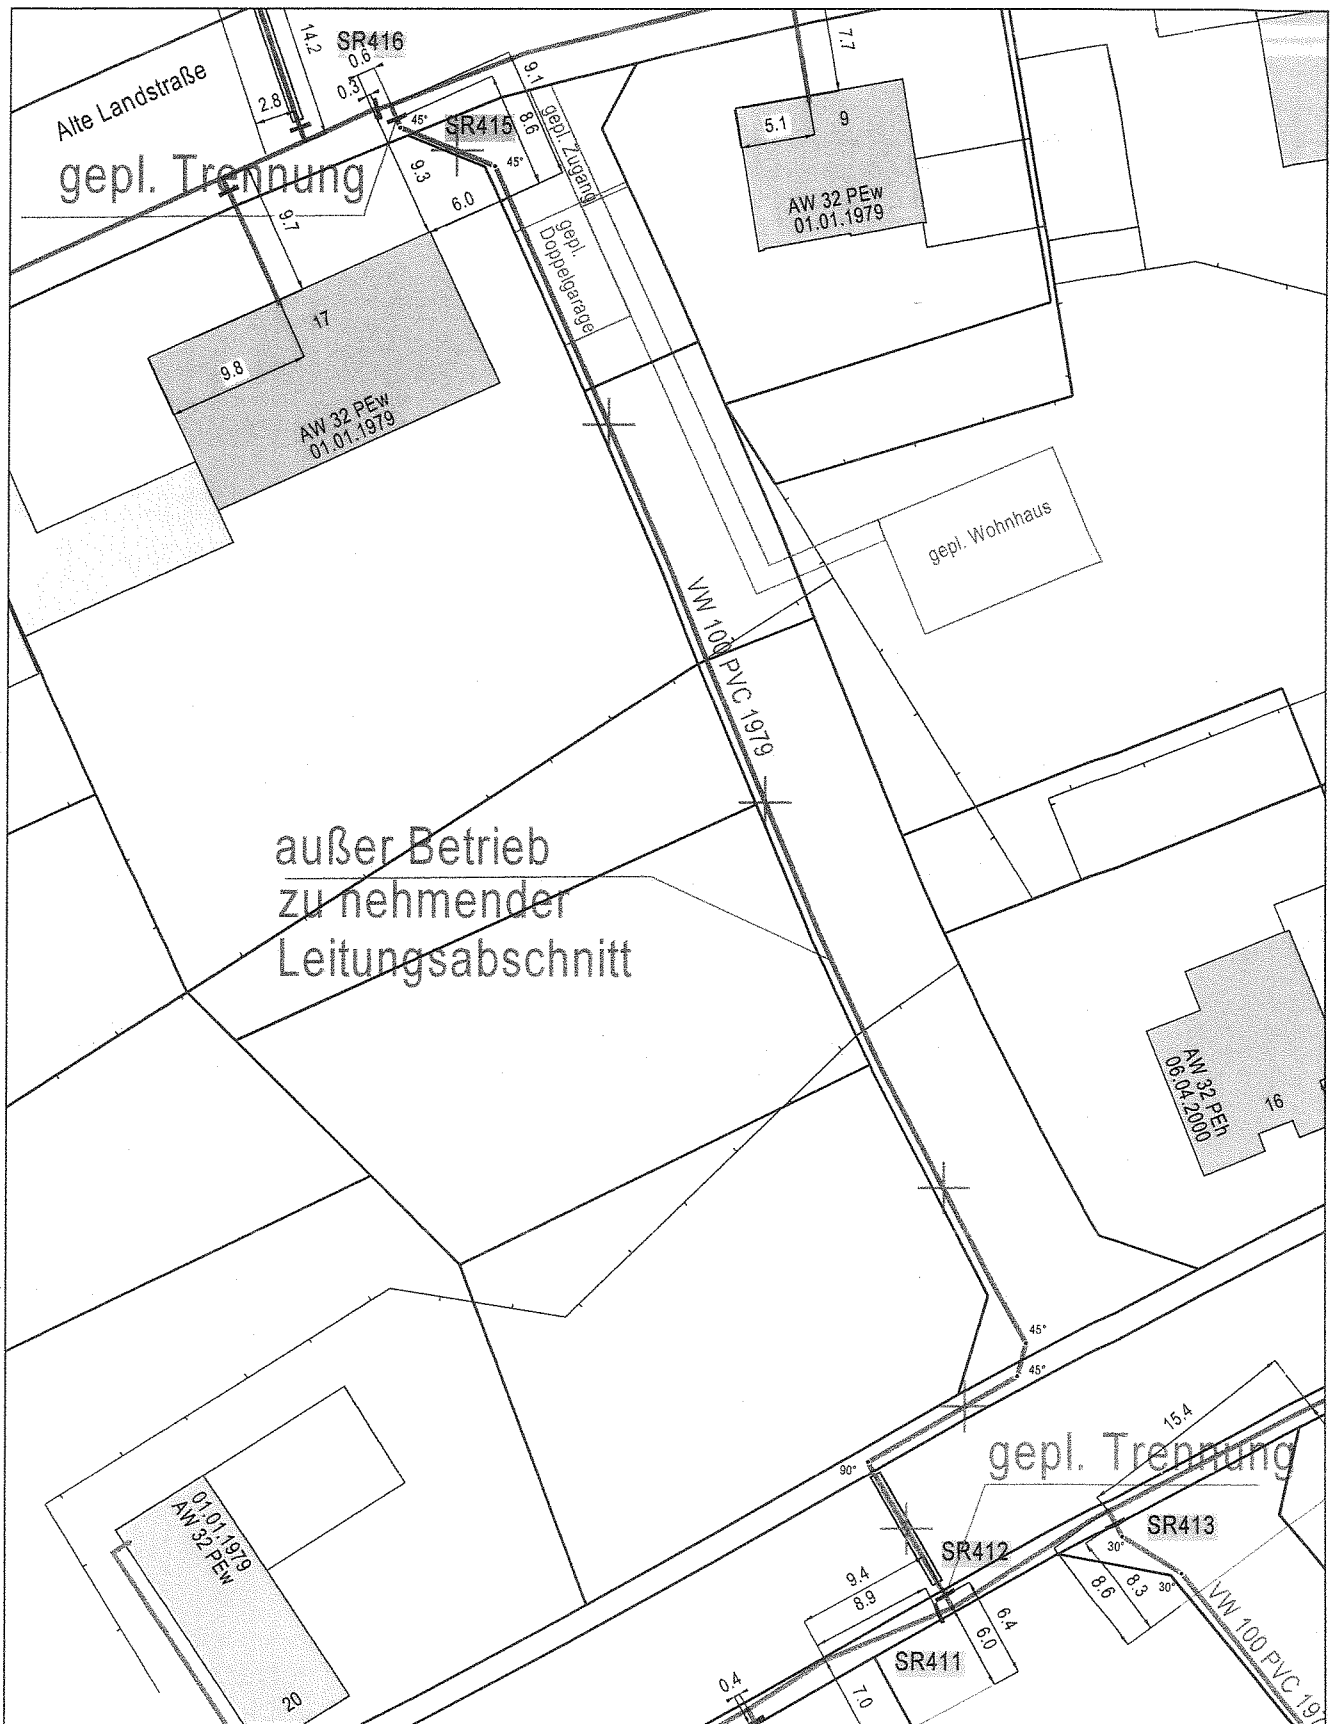 14.2
SR416
0.6
0.3
2.8
Alte Landstraße
gepl. Trennung
45°
SR415
45°
9.1
8.6
gepl. Zugang
9.3
6.0
9.7
gepl.
Doppelgarage
7.7
5.1
9
AW 32 PEw
01.01.1979
17
9.8
AW 32 PEw
01.01.1979
gepl. Wohnhaus
VW 100 PVC 1979
außer Betrieb
zu nehmender
Leitungsabschnitt
AW 32 PEh
06.04.2000
16
45°
45°
90°
15.4
gepl. Trennung
SR413
30°
30°
8.3
8.6
SR412
9.4
8.9
6.4
6.0
SR411
7.0
0.4
VW 100 PVC 197
01.01.1979
AW 32 PEw
20